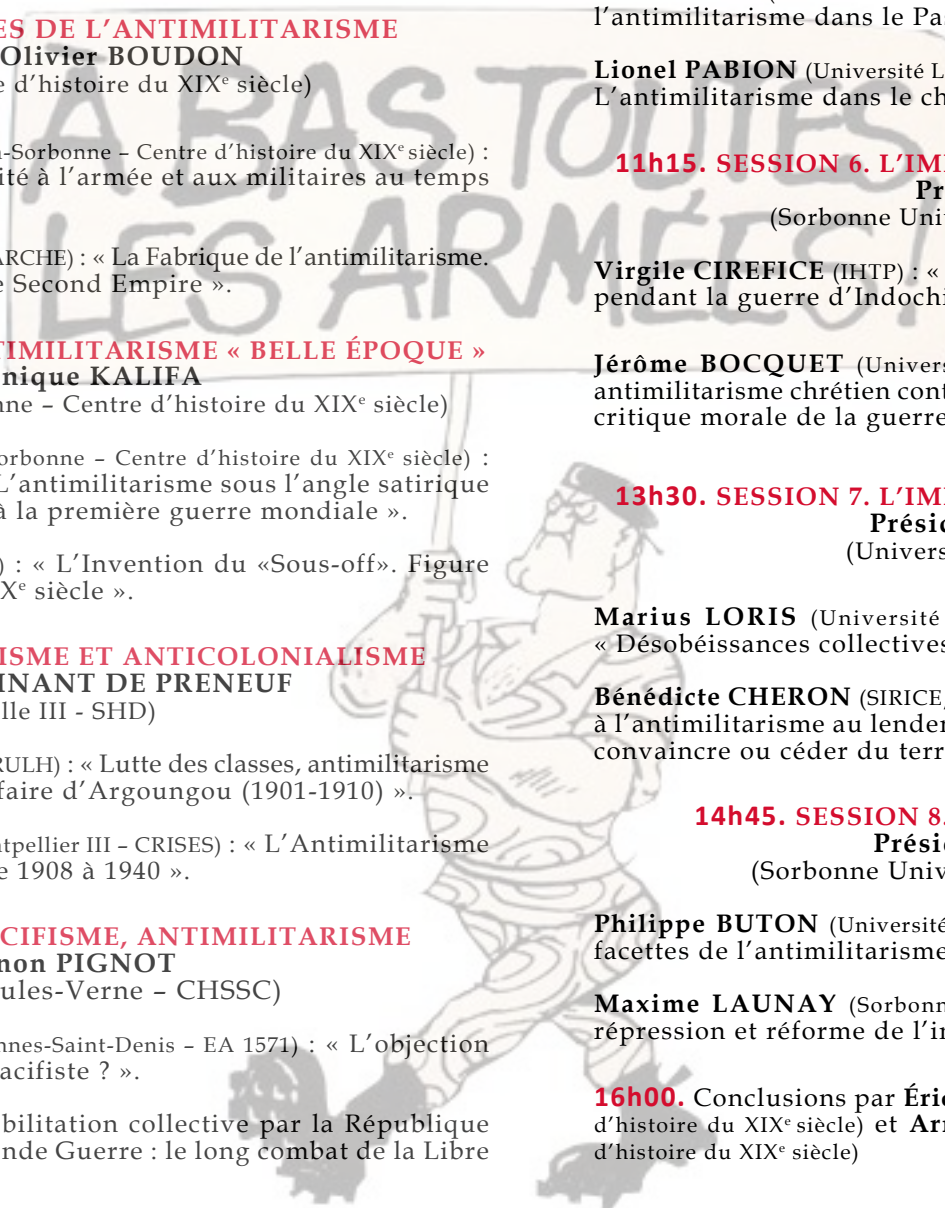 ES DE L'ANTIMILITARISME
Olivier BOUDON
e d'histoire du XIXe siècle)
-Sorbonne – Centre d'histoire du XIXe siècle) :
ité à l'armée et aux militaires au temps
ARCHE) : « La Fabrique de l'antimilitarisme.
e Second Empire ».
TIMILITARISME « BELLE ÉPOQUE »
nique KALIFA
nne – Centre d'histoire du XIXe siècle)
orbonne – Centre d'histoire du XIXe siècle) :
L'antimilitarisme sous l'angle satirique
à la première guerre mondiale ».
) : « L'Invention du «Sous-off». Figure
Xe siècle ».
ISME ET ANTICOLONIALISME
INANT DE PRENEUF
lle III - SHD)
RULH) : « Lutte des classes, antimilitarisme
faire d'Argoungou (1901-1910) ».
tpellier III – CRISES) : « L'Antimilitarisme
e 1908 à 1940 ».
CIFISME, ANTIMILITARISME
non PIGNOT
ules-Verne – CHSSC)
nnes-Saint-Denis – EA 1571) : « L'objection
acifiste ? ».
bilitation collective par la République
nde Guerre : le long combat de la Libre
l'antimilitarisme dans le Pa
Lionel PABION (Université L
L'antimilitarisme dans le ch
11h15. SESSION 6. L'IM
Pr
(Sorbonne Uni
Virgile CIREFICE (IHTP) : «
pendant la guerre d'Indochi
Jérôme BOCQUET (Univers
antimilitarisme chrétien cont
critique morale de la guerre
13h30. SESSION 7. L'IM
Présid
(Univers
Marius LORIS (Université
« Désobéissances collectives
Bénédicte CHERON (SIRICE
à l'antimilitarisme au lender
convaincre ou céder du terr
14h45. SESSION 8.
Présid
(Sorbonne Univ
Philippe BUTON (Université
facettes de l'antimilitarisme
Maxime LAUNAY (Sorbonn
répression et réforme de l'in
16h00. Conclusions par Éric
d'histoire du XIXe siècle) et Arn
d'histoire du XIXe siècle)
À BAS TOUTES
LES ARMÉES !